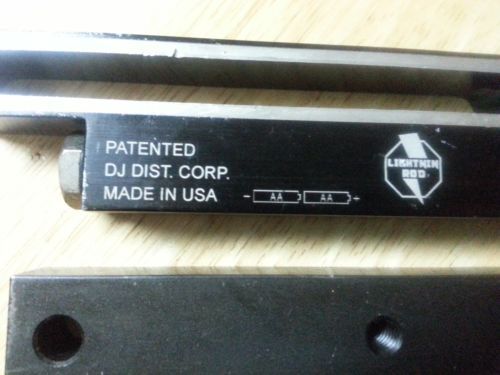 PATENTED
DJ DIST. CORP.
MADE IN USA
- AA AA +
LIGHTNIN
ROD